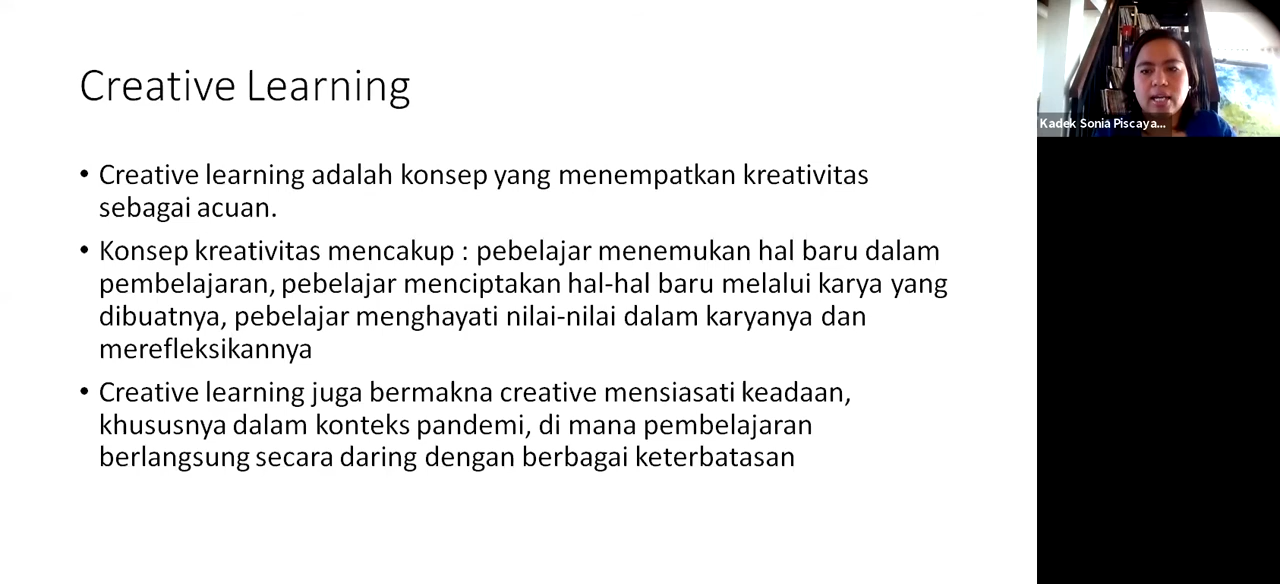 Creative Learning
• Creative learning adalah konsep yang menempatkan kreativitas
sebagai acuan.
• Konsep kreativitas mencakup : pebelajar menemukan hal baru dalam
pembelajaran, pebelajar menciptakan hal-hal baru melalui karya yang
dibuatnya, pebelajar menghayati nilai-nilai dalam karyanya dan
merefleksikannya
• Creative learning juga bermakna creative mensiasati keadaan,
khususnya dalam konteks pandemi, di mana pembelajaran
berlangsung secara daring dengan berbagai keterbatasan
Kadek Sonia Piscaya...